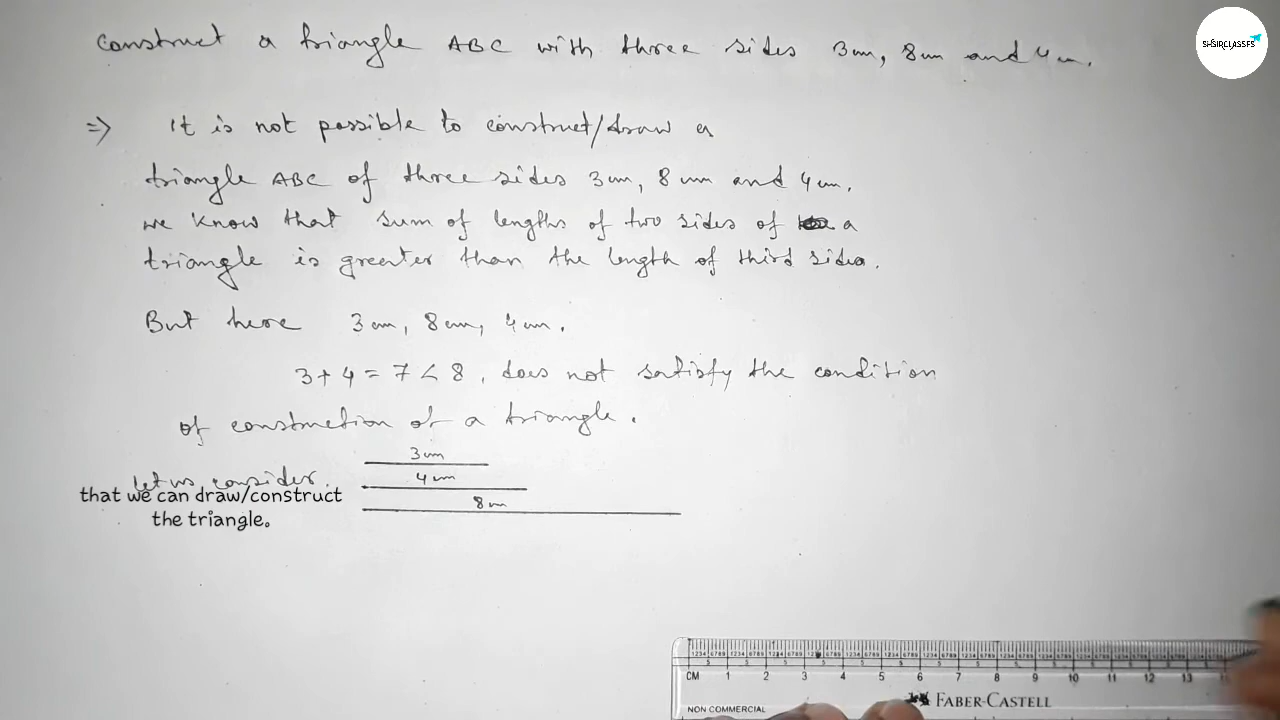 construct a triangle ABC with three sides 3cm, 8cm and 4cm.
SHSIRCLASSES
=> It is not possible to construct/draw a
triangle ABC of three sides 3cm, 8cm and 4cm.
we know that sum of lengths of two sides of a
triangle is greater than the length of third sides.
But here 3cm, 8cm, 4cm.
3+4=7<8, does not satisfy the condition
of construction of a triangle.
3cm
Let us consider. 4cm
that we can draw/construct
8cm
the triangle.
CM 1 2 3 4 5 6 7 8 9 10 11 12 13
FABER-CASTELL
NON COMMERCIAL